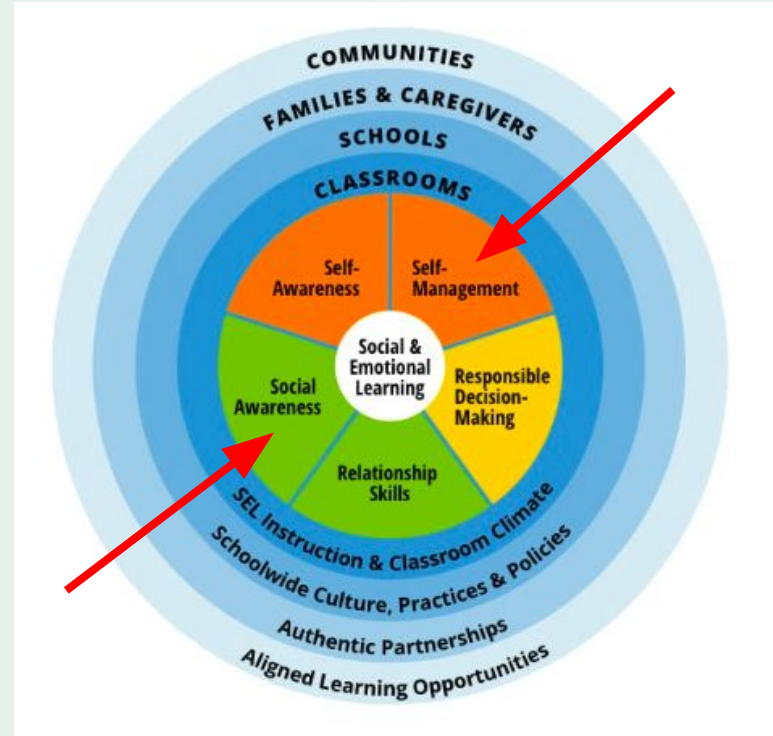 COMMUNITIES
FAMILIES & CAREGIVERS
SCHOOLS
CLASSROOMS
Self-
Awareness
Self-
Management
Social &
Emotional
Learning
Social
Awareness
Responsible
Decision-
Making
Relationship
Skills
SEL Instruction & Classroom Climate
Schoolwide Culture, Practices & Policies
Authentic Partnerships
Aligned Learning Opportunities